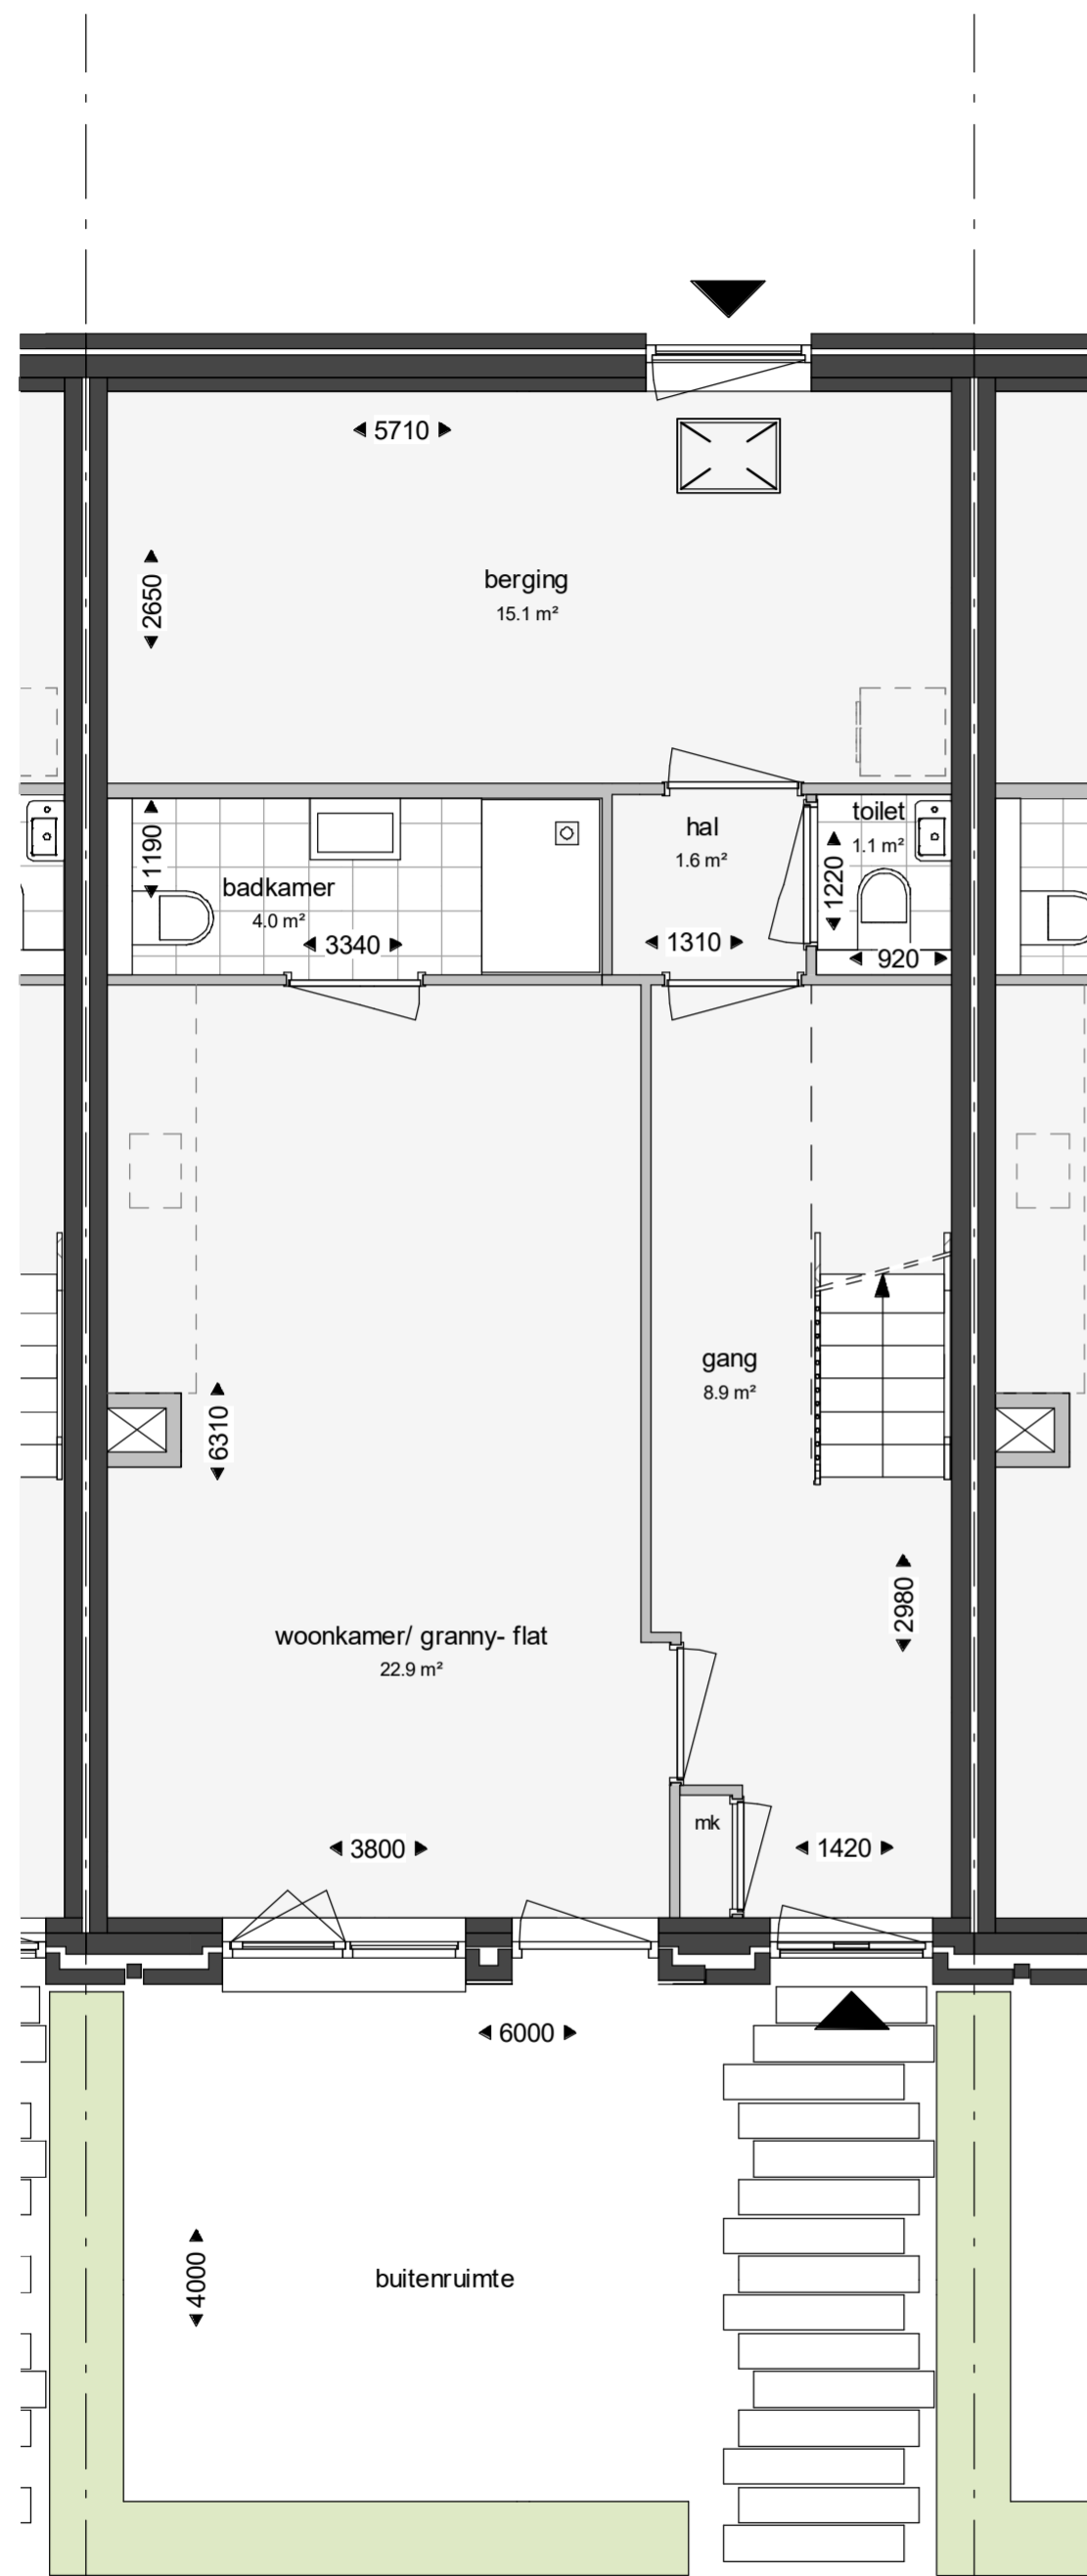 5710
2650
berging
15.1 m²
1190
badkamer
4.0 m²
3340
hal
1.6 m²
1310
toilet
1.1 m²
1220
920
gang
8.9 m²
6310
2980
woonkamer/ granny- flat
22.9 m²
mk
3800
1420
6000
4000
buitenruimte